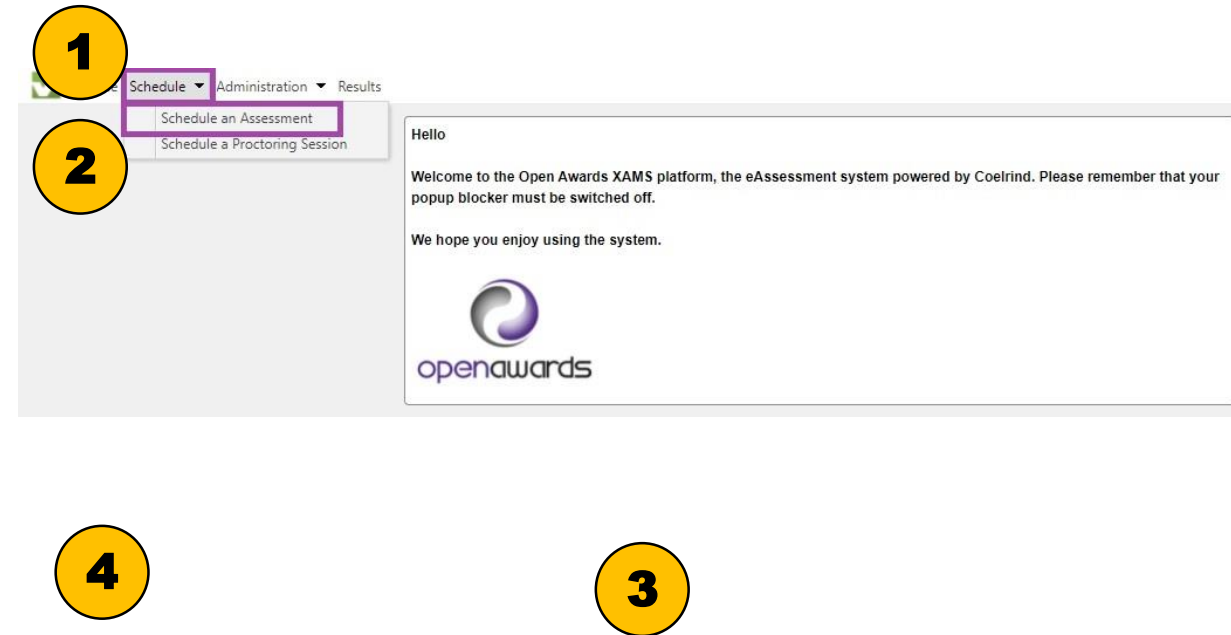 1
Schedule Administration Results
Schedule an Assessment
Schedule a Proctoring Session
2
Hello
Welcome to the Open Awards XAMS platform, the eAssessment system powered by Coelrind. Please remember that your
popup blocker must be switched off.
We hope you enjoy using the system.
openawards
4
3